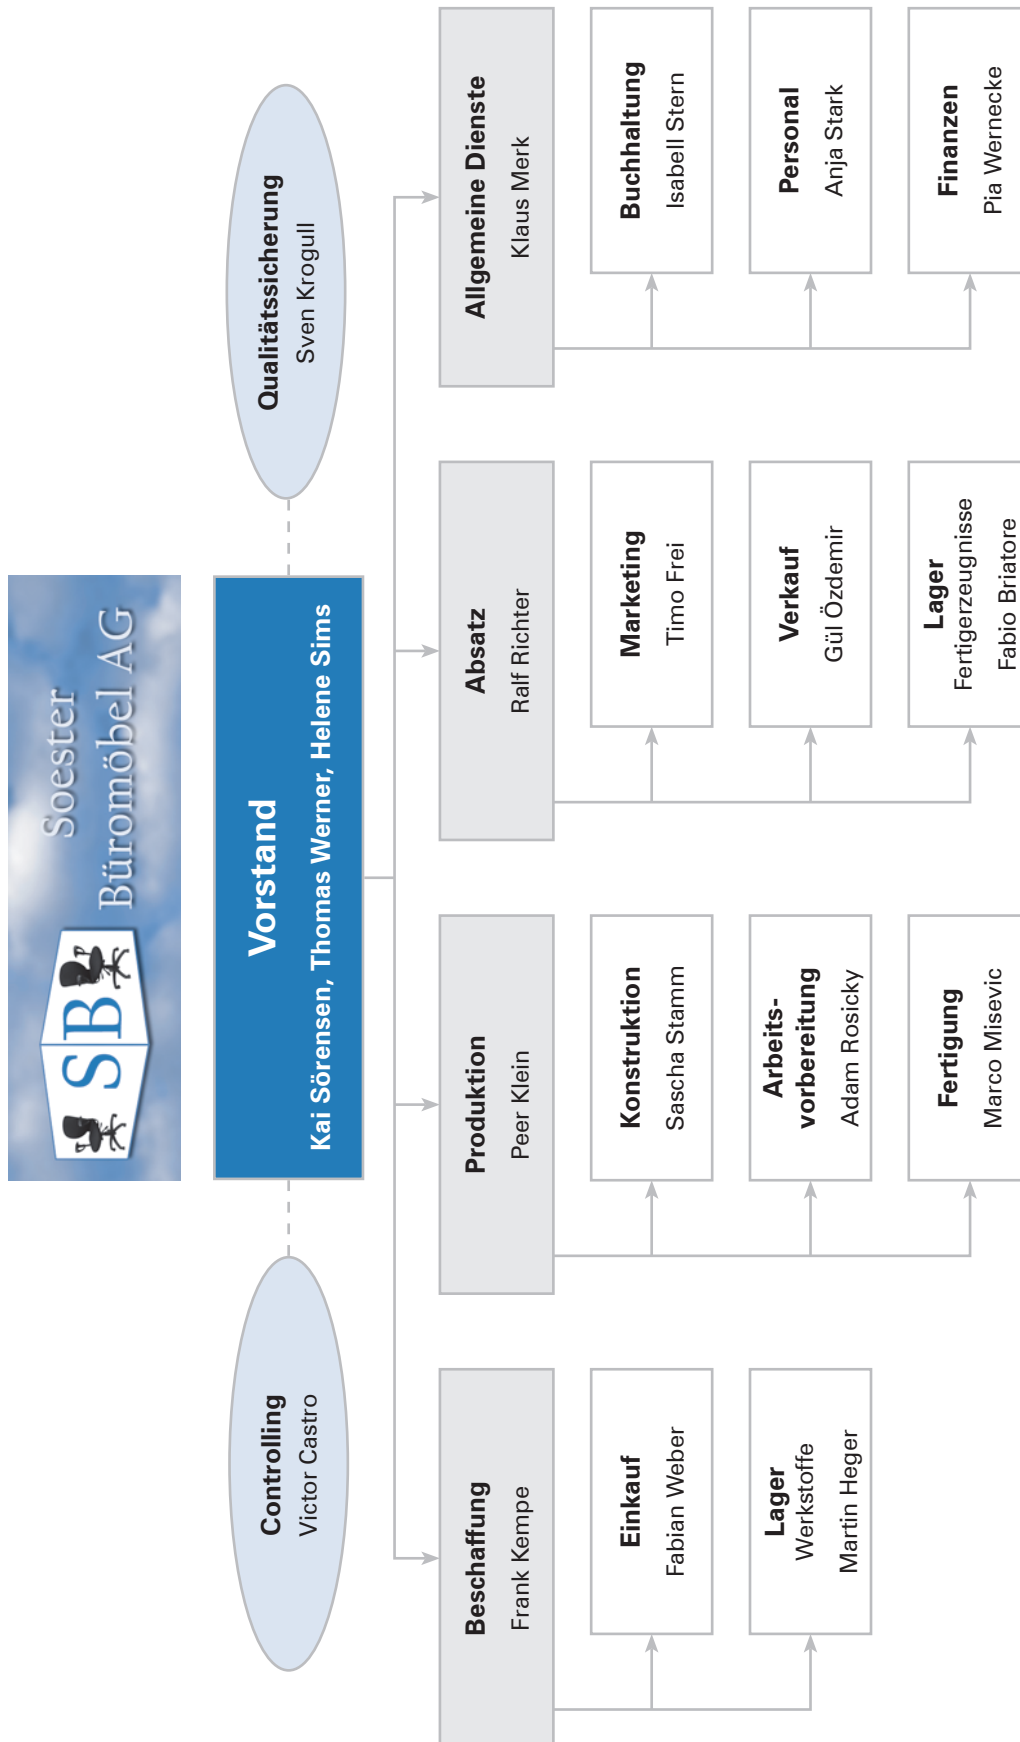 SB
Soester
Büromöbel AG
Controlling
Victor Castro
Vorstand
Kai Sörensen, Thomas Werner, Helene Sims
Qualitätssicherung
Sven Krogull
Beschaffung
Frank Kempe
Einkauf
Fabian Weber
Lager
Werkstoffe
Martin Heger
Produktion
Peer Klein
Konstruktion
Sascha Stamm
Arbeits-
vorbereitung
Adam Rosicky
Fertigung
Marco Misevic
Absatz
Ralf Richter
Marketing
Timo Frei
Verkauf
Gül Özdemir
Lager
Fertigerzeugnisse
Fabio Briatore
Allgemeine Dienste
Klaus Merk
Buchhaltung
Isabell Stern
Personal
Anja Stark
Finanzen
Pia Wernecke